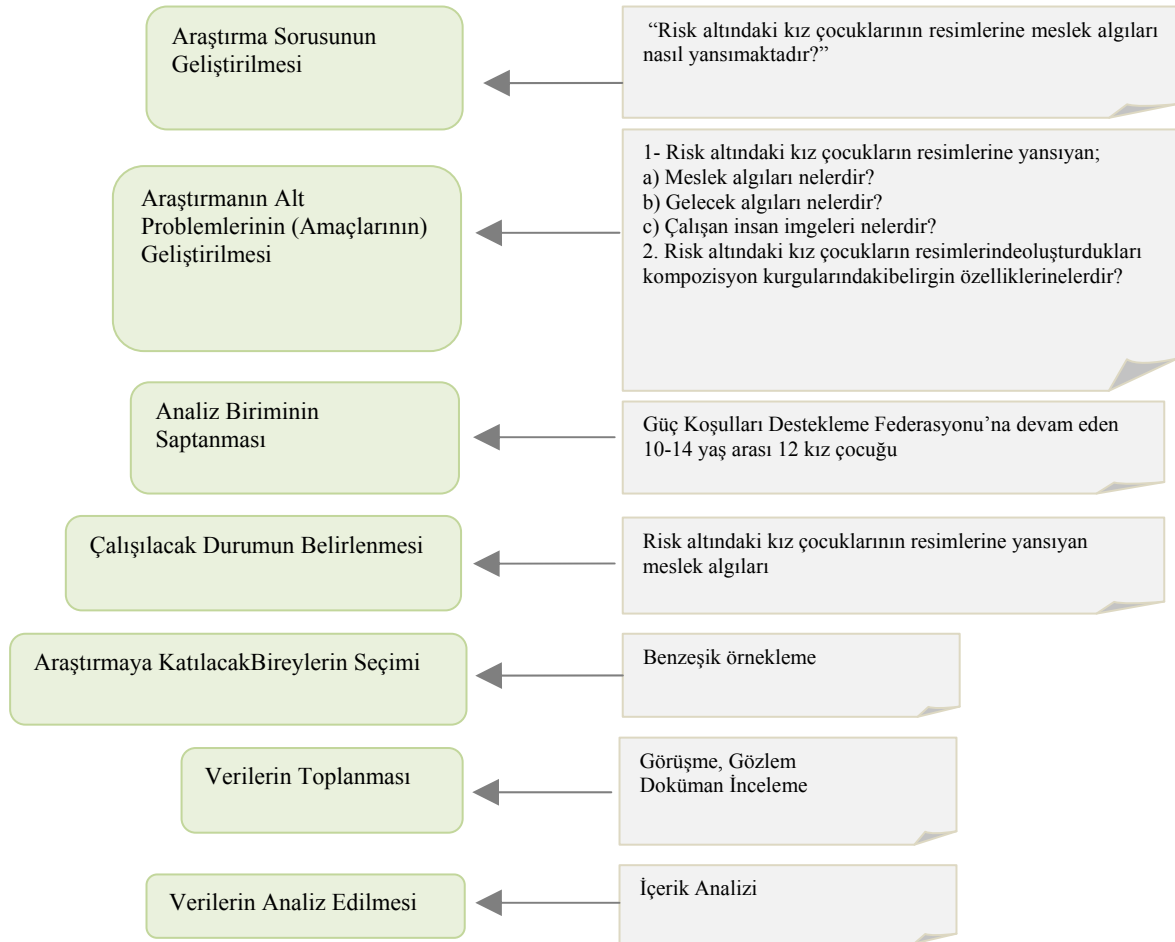 Araştırma Sorusunun
Geliştirilmesi
“Risk altındaki kız çocuklarının resimlerine meslek algıları
nasıl yansımaktadır?”
Araştırmanın Alt
Problemlerinin (Amaçlarının)
Geliştirilmesi
1- Risk altındaki kız çocukların resimlerine yansıyan;
a) Meslek algıları nelerdir?
b) Gelecek algıları nelerdir?
c) Çalışan insan imgeleri nelerdir?
2. Risk altındaki kız çocukların resimlerindeoluşturdukları
kompozisyon kurgularındakibelirgin özelliklerinelerdir?
Analiz Biriminin
Saptanması
Güç Koşulları Destekleme Federasyonu’na devam eden
10-14 yaş arası 12 kız çocuğu
Çalışılacak Durumun Belirlenmesi
Risk altındaki kız çocuklarının resimlerine yansıyan
meslek algıları
Araştırmaya KatılacakBireylerin Seçimi
Benzeşik örnekleme
Verilerin Toplanması
Görüşme, Gözlem
Doküman İnceleme
Verilerin Analiz Edilmesi
İçerik Analizi